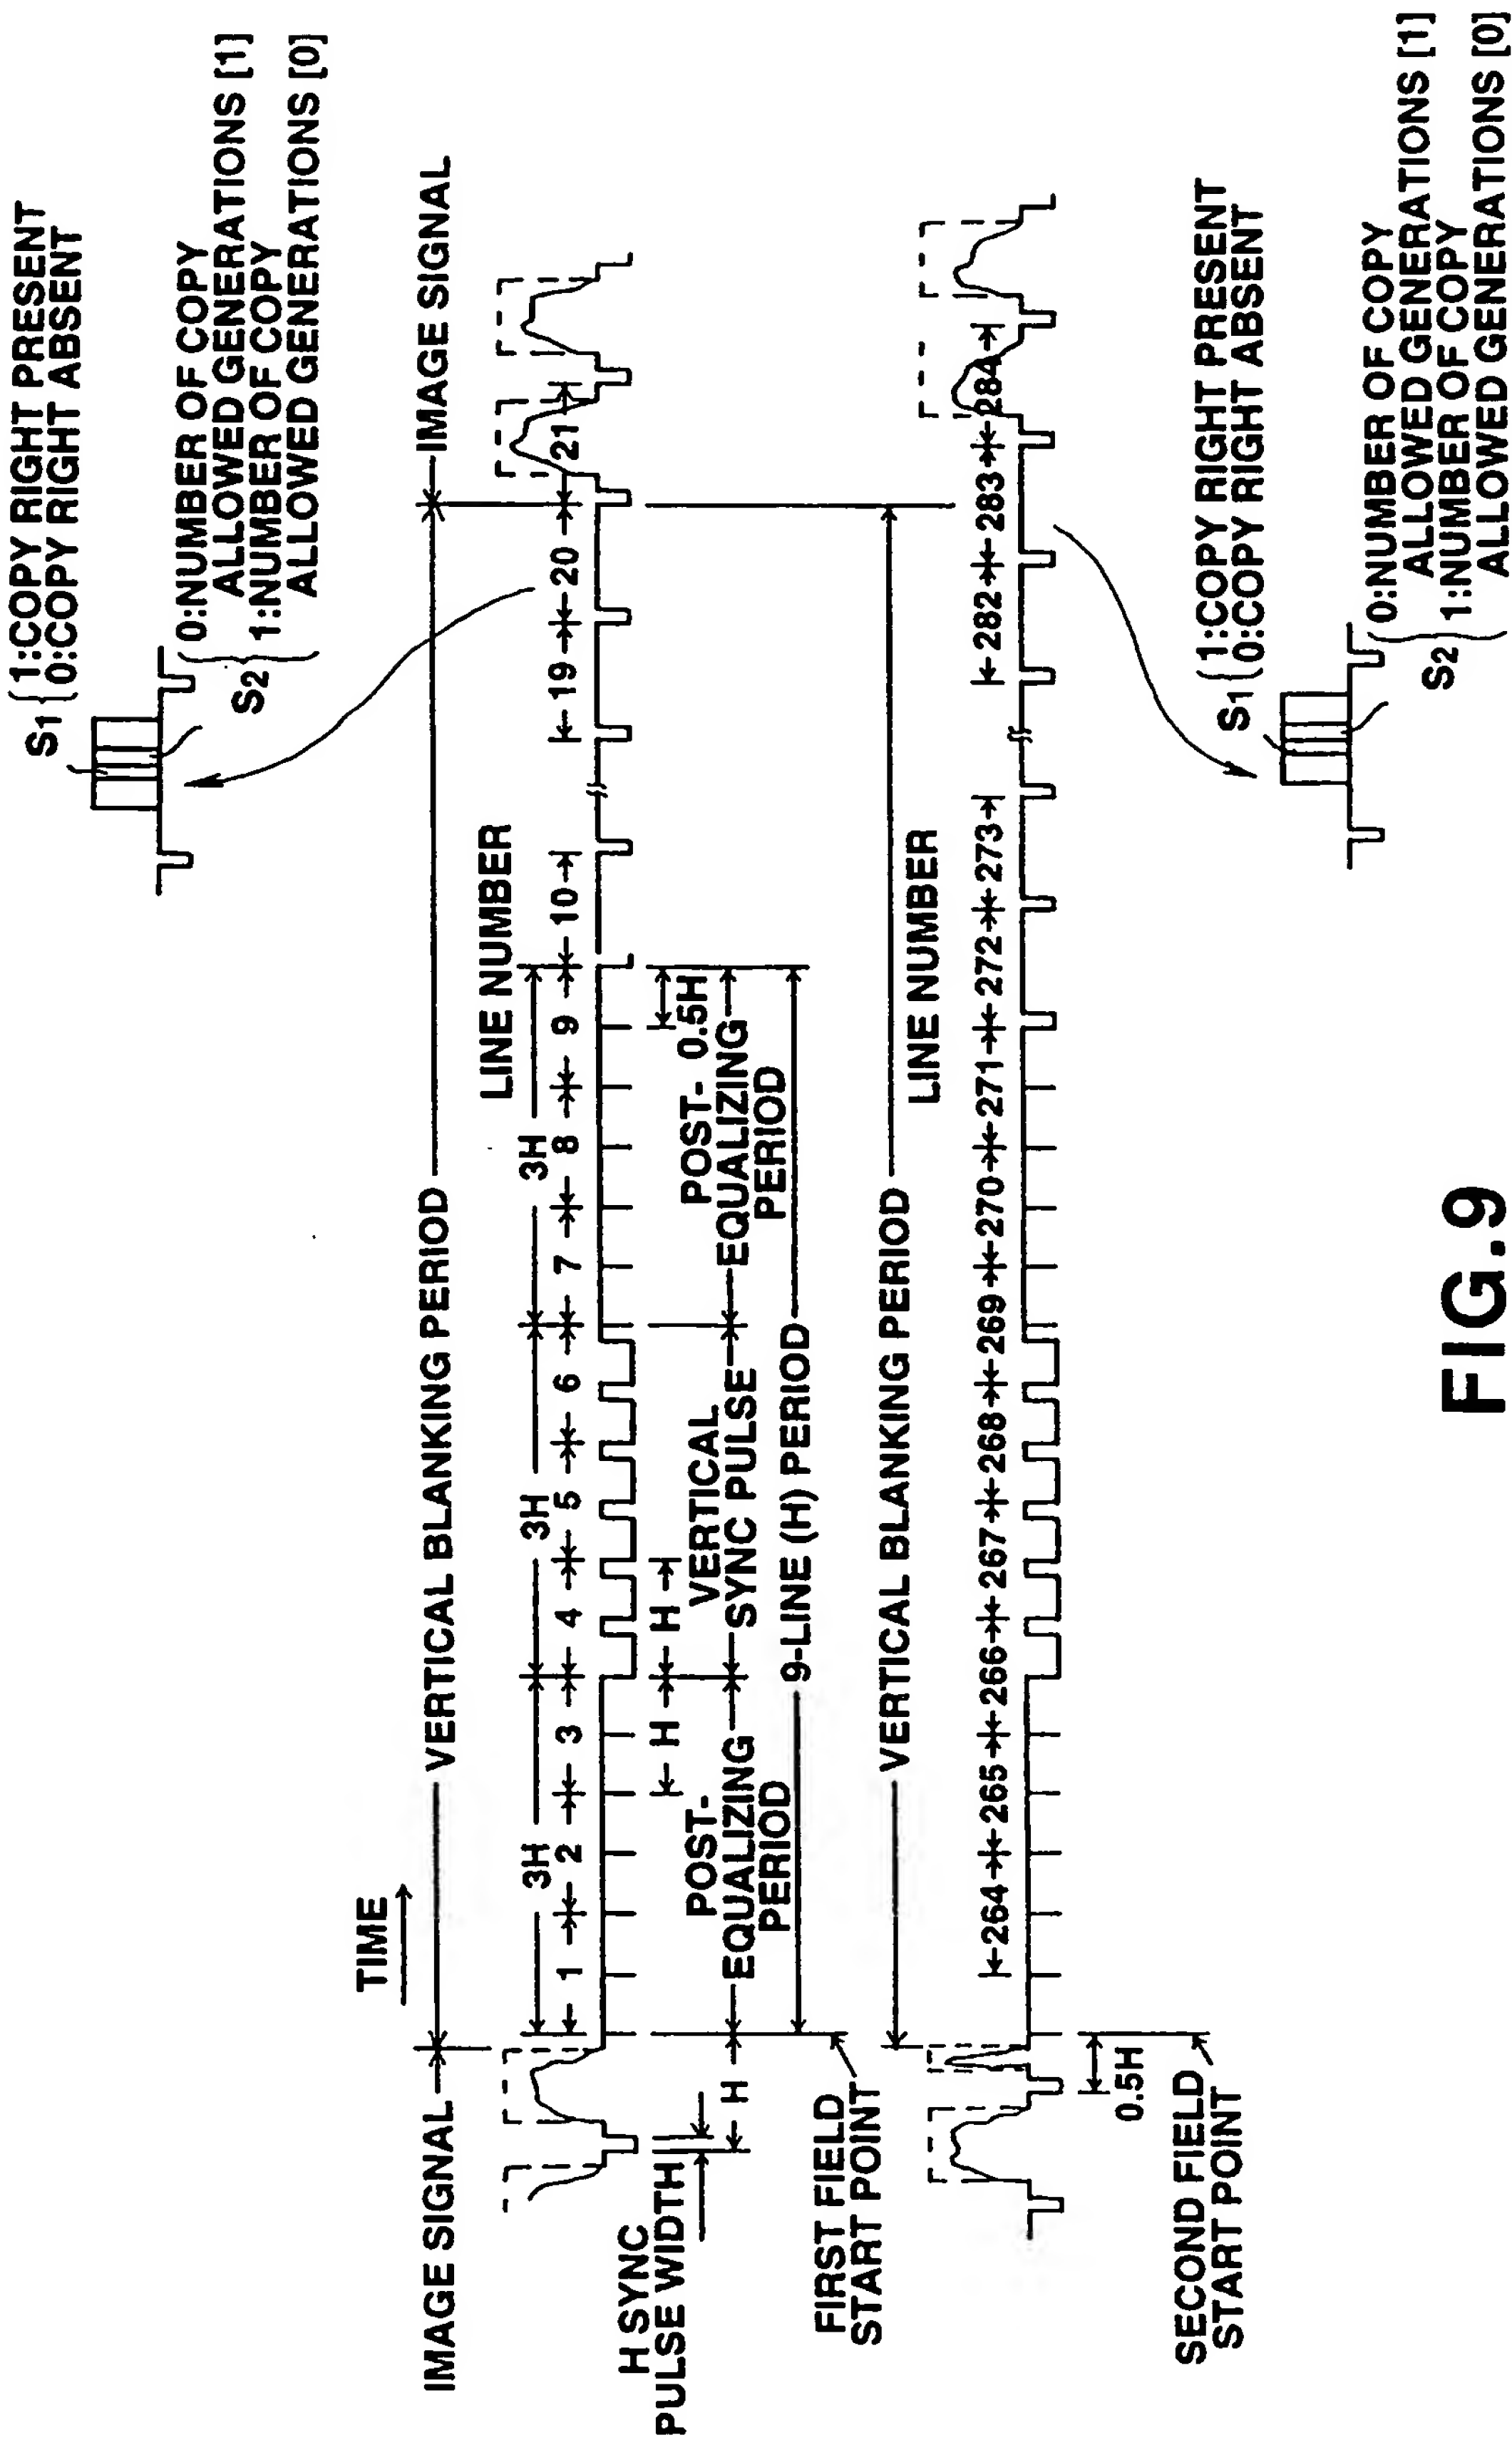 S1 { 1:COPY RIGHT PRESENT
0:COPY RIGHT ABSENT
S2 { 0:NUMBER OF COPY
ALLOWED GENERATIONS [1]
1:NUMBER OF COPY
ALLOWED GENERATIONS [0]
TIME
IMAGE SIGNAL
VERTICAL BLANKING PERIOD
IMAGE SIGNAL
LINE NUMBER
3H
3H
3H
1 2 3 4 5 6 7 8 9 10 19 20 21
H SYNC
PULSE WIDTH
H
H
H
0.5H
POST-
EQUALIZING
PERIOD
VERTICAL
SYNC PULSE
POST-
EQUALIZING
PERIOD
9-LINE (H) PERIOD
FIRST FIELD
START POINT
VERTICAL BLANKING PERIOD
LINE NUMBER
264 265 266 267 268 269 270 271 272 273 282 283 284
0.5H
SECOND FIELD
START POINT
S1 { 1:COPY RIGHT PRESENT
0:COPY RIGHT ABSENT
S2 { 0:NUMBER OF COPY
ALLOWED GENERATIONS [1]
1:NUMBER OF COPY
ALLOWED GENERATIONS [0]
FIG.9